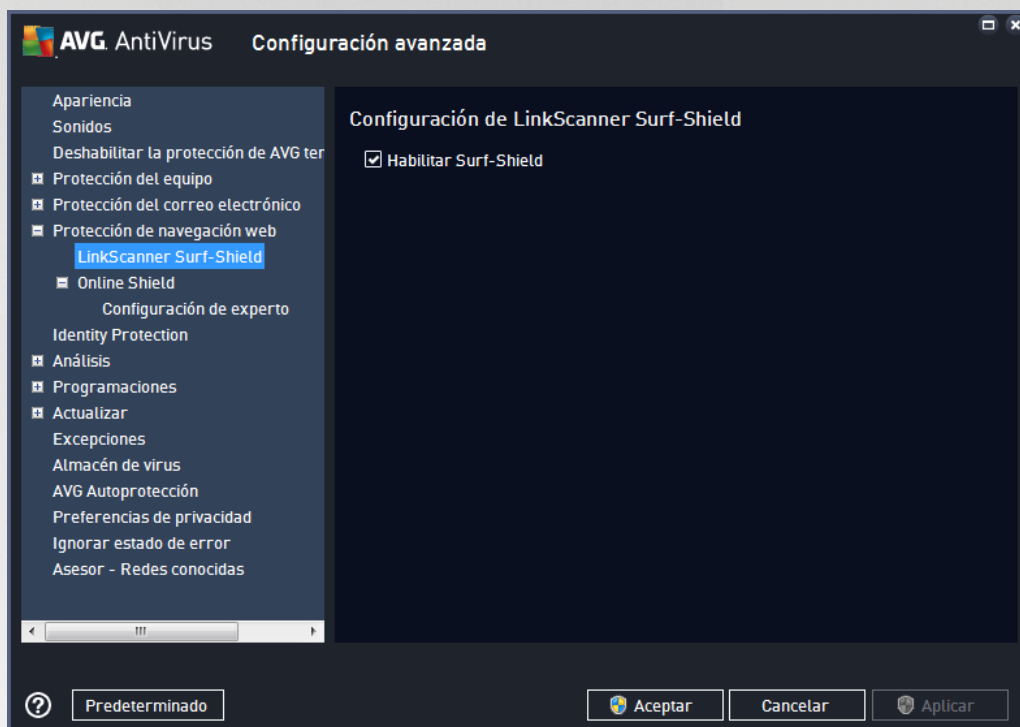 AVG. AntiVirus
Configuración avanzada
Apariencia
Sonidos
Deshabilitar la protección de AVG ter
Protección del equipo
Protección del correo electrónico
Protección de navegación web
LinkScanner Surf-Shield
Online Shield
Configuración de experto
Identity Protection
Análisis
Programaciones
Actualizar
Excepciones
Almacén de virus
AVG Autoprotección
Preferencias de privacidad
Ignorar estado de error
Asesor - Redes conocidas
Configuración de LinkScanner Surf-Shield
Habilitar Surf-Shield
Predeterminado
Aceptar
Cancelar
Aplicar